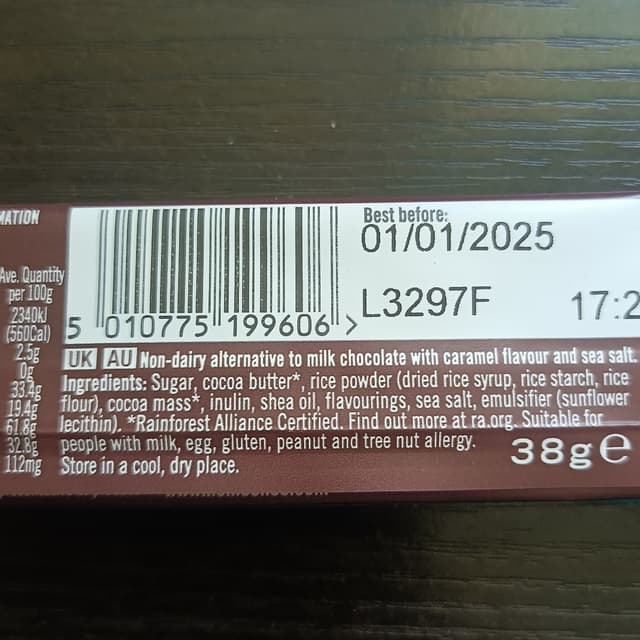 MATION
Ave. Quantity
per 100g
2340kJ
(560Cal)
2.5g
0g
33.4g
19.4g
61.8g
32.8g
112mg
5 010775 199606 >
Best before:
01/01/2025
L3297F 17:2
UK AU Non-dairy alternative to milk chocolate with caramel flavour and sea salt.
Ingredients: Sugar, cocoa butter*, rice powder (dried rice syrup, rice starch, rice
flour), cocoa mass*, inulin, shea oil, flavourings, sea salt, emulsifier (sunflower
lecithin). *Rainforest Alliance Certified. Find out more at ra.org. Suitable for
people with milk, egg, gluten, peanut and tree nut allergy.
Store in a cool, dry place.
38g e